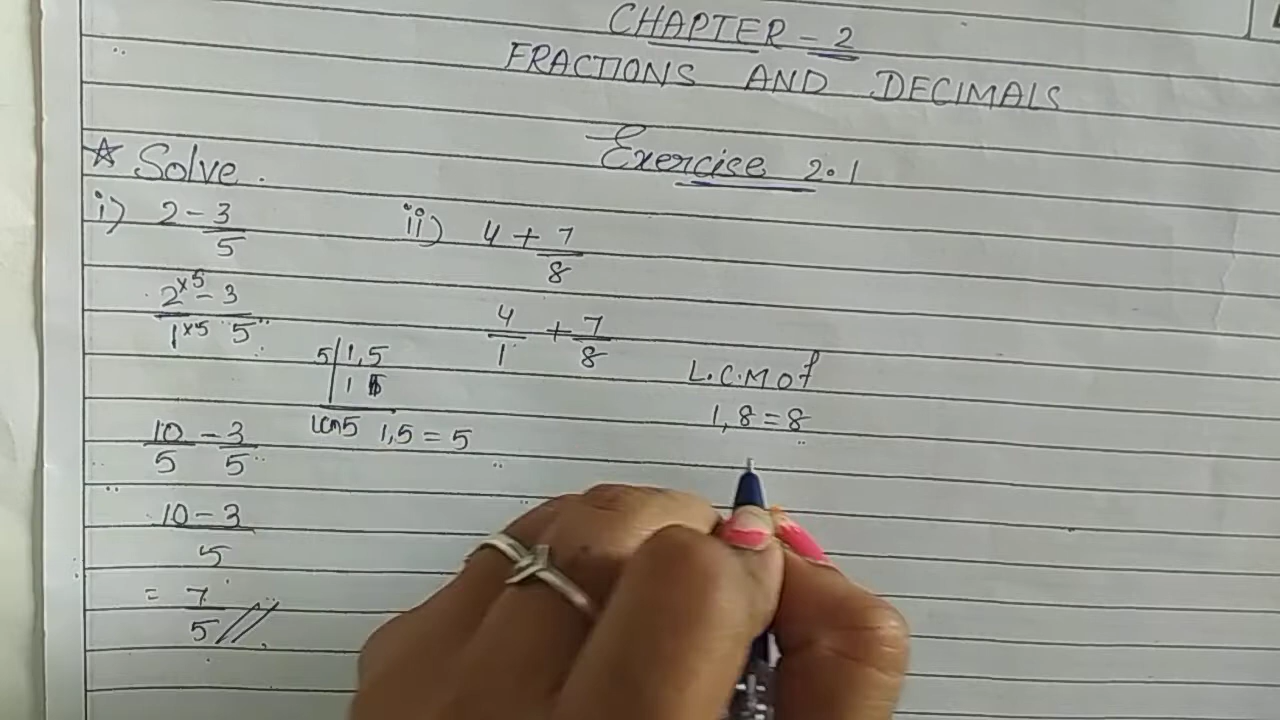 CHAPTER - 2
FRACTIONS AND DECIMALS
Exercise 2.1
☆ Solve.
i) 2 - 3/5
2×5/1×5 - 3/5
5 | 1, 5
1
lcm 1,5 = 5
10/5 - 3/5
10 - 3/5
= 7/5 //
ii) 4 + 7/8
4/1 + 7/8
L.C.M of
1, 8 = 8